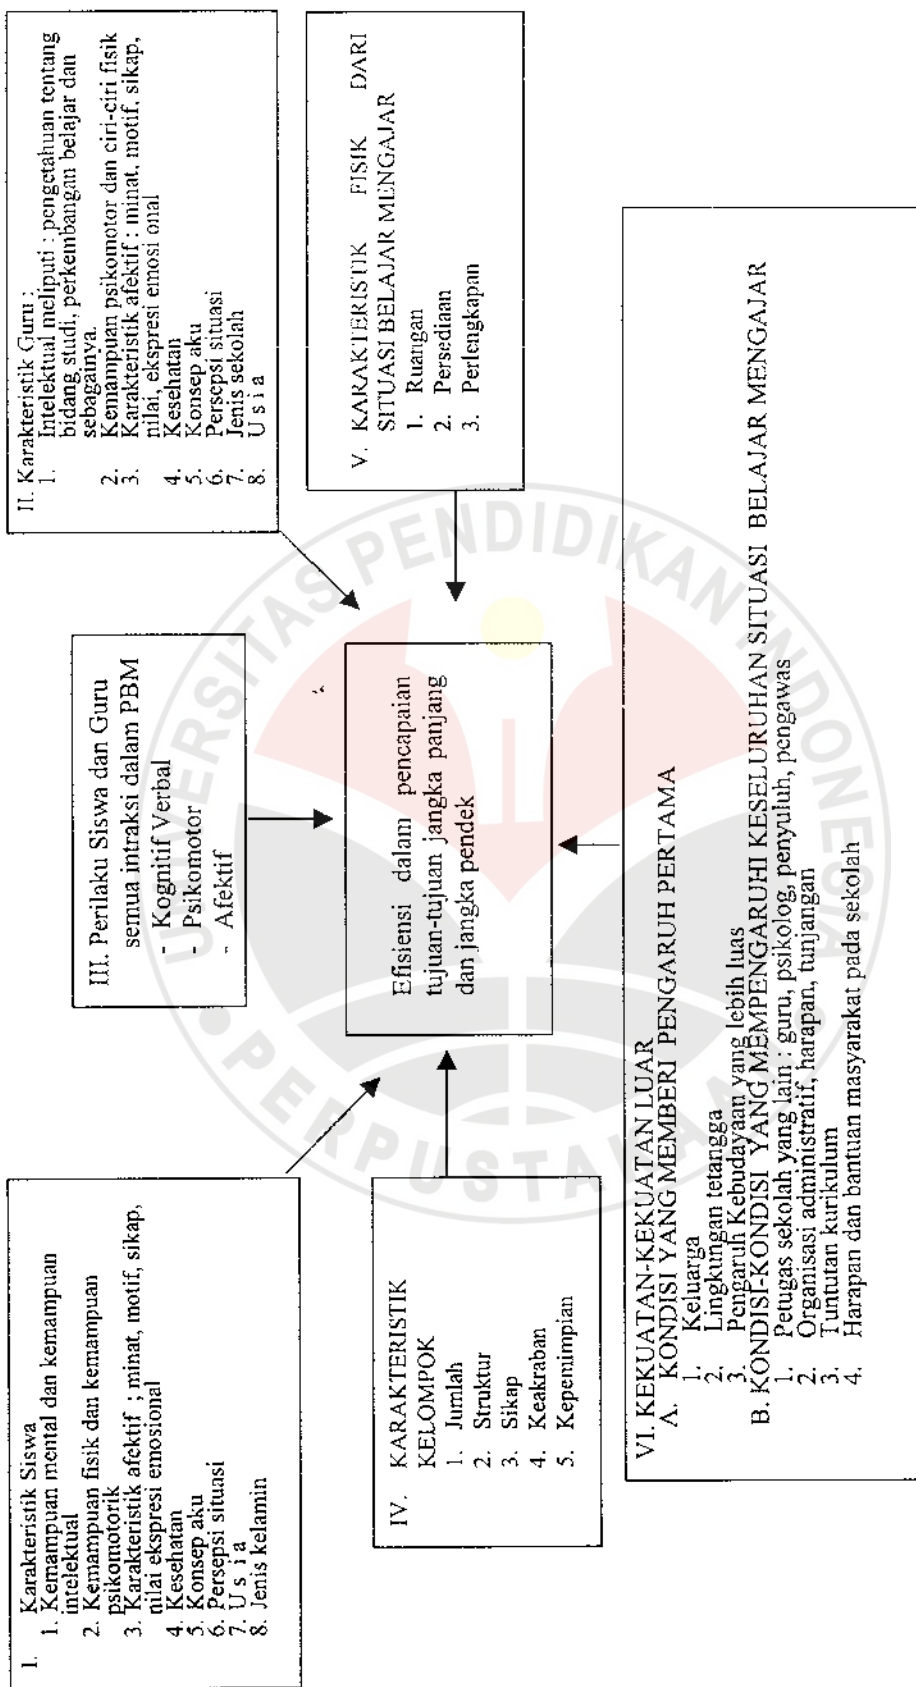 I. Karakteristik Siswa
1. Kemampuan mental dan kemampuan
intelektual
2. Kemampuan fisik dan kemampuan
psikomotorik
3. Karakteristik afektif ; minat, motif, sikap,
nilai ekspresi emosional
4. Kesehatan
5. Konsep aku
6. Persepsi situasi
7. U s i a
8. Jenis kelamin
III. Perilaku Siswa dan Guru
semua intraksi dalam PBM
- Kognitif Verbal
- Psikomotor
- Afektif
II. Karakteristik Guru :
1. Intelektual meliputi : pengetahuan tentang
bidang studi, perkembangan belajar dan
sebagainya.
2. Kemampuan psikomotor dan ciri-ciri fisik
3. Karakteristik afektif : minat, motif, sikap,
nilai, ekspresi emosi onal
4. Kesehatan
5. Konsep aku
6. Persepsi situasi
7. Jenis sekolah
8. U s i a
IV. KARAKTERISTIK
KELOMPOK
1. Jumlah
2. Struktur
3. Sikap
4. Keakraban
5. Kepemimpian
Efisiensi dalam pencapaian
tujuan-tujuan jangka panjang
dan jangka pendek
V. KARAKTERISTIK FISIK DARI
SITUASI BELAJAR MENGAJAR
1. Ruangan
2. Persediaan
3. Perlengkapan
VI. KEKUATAN-KEKUATAN LUAR
A. KONDISI YANG MEMBERI PENGARUH PERTAMA
1. Keluarga
2. Lingkungan tetangga
3. Pengaruh Kebudayaan yang lebih luas
B. KONDISI-KONDISI YANG MEMPENGARUHI KESELURUHAN SITUASI BELAJAR MENGAJAR
1. Petugas sekolah yang lain : guru, psikolog, penyuluh, pengawas
2. Organisasi administratif, harapan, tunjangan
3. Tuntutan kurikulum
4. Harapan dan bantuan masyarakat pada sekolah
UNIVERSITAS PENDIDIKAN INDONESIA
PERPUSTAKAAN